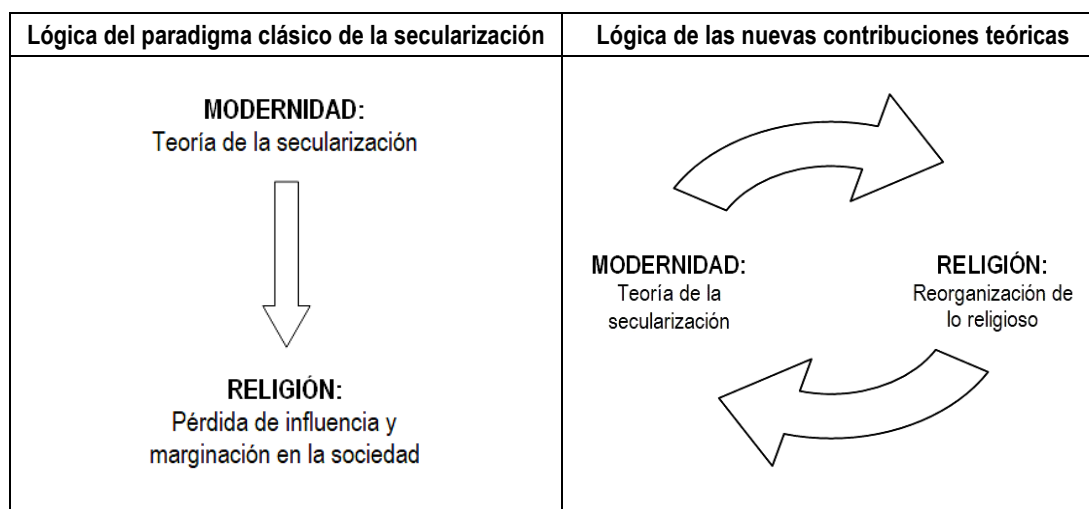 Lógica del paradigma clásico de la secularización
Lógica de las nuevas contribuciones teóricas
MODERNIDAD:
Teoría de la secularización
RELIGIÓN:
Pérdida de influencia y
marginación en la sociedad
MODERNIDAD:
Teoría de la
secularización
RELIGIÓN:
Reorganización de
lo religioso